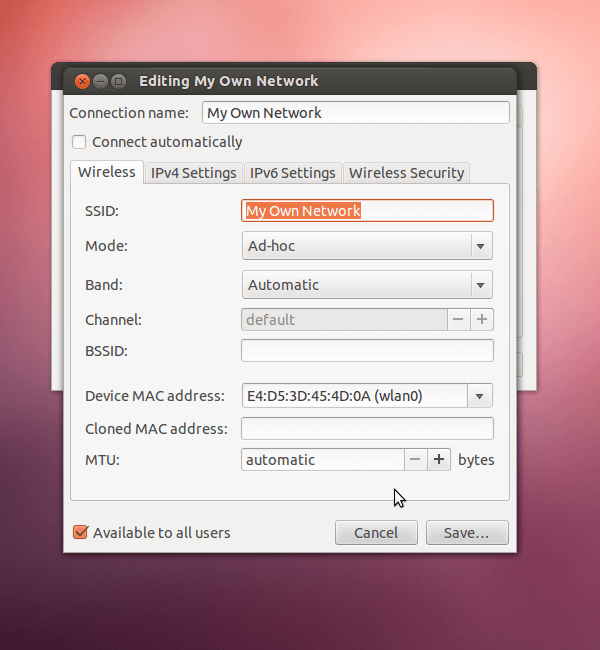 Editing My Own Network
Connection name: My Own Network
Connect automatically
Wireless IPv4 Settings IPv6 Settings Wireless Security
SSID: My Own Network
Mode: Ad-hoc
Band: Automatic
Channel: default
BSSID:
Device MAC address: E4:D5:3D:45:4D:0A (wlan0)
Cloned MAC address:
MTU: automatic bytes
Available to all users Cancel Save...